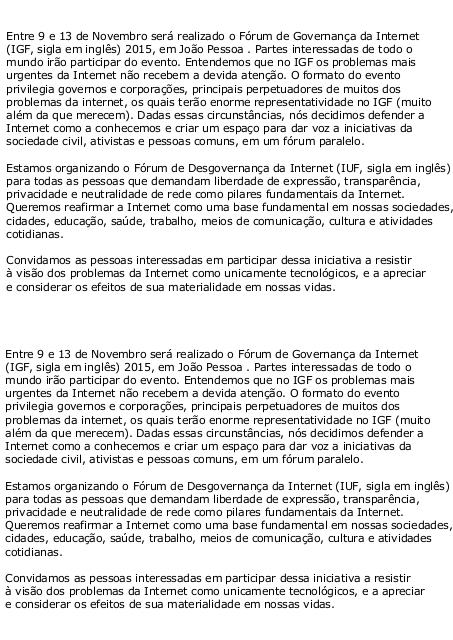 Entre 9 e 13 de Novembro será realizado o Fórum de Governança da Internet
(IGF, sigla em inglês) 2015, em João Pessoa . Partes interessadas de todo o
mundo irão participar do evento. Entendemos que no IGF os problemas mais
urgentes da Internet não recebem a devida atenção. O formato do evento
privilegia governos e corporações, principais perpetuadores de muitos dos
problemas da internet, os quais terão enorme representatividade no IGF (muito
além da que merecem). Dadas essas circunstâncias, nós decidimos defender a
Internet como a conhecemos e criar um espaço para dar voz a iniciativas da
sociedade civil, ativistas e pessoas comuns, em um fórum paralelo.
Estamos organizando o Fórum de Desgovernança da Internet (IUF, sigla em inglês)
para todas as pessoas que demandam liberdade de expressão, transparência,
privacidade e neutralidade de rede como pilares fundamentais da Internet.
Queremos reafirmar a Internet como uma base fundamental em nossas sociedades,
cidades, educação, saúde, trabalho, meios de comunicação, cultura e atividades
cotidianas.
Convidamos as pessoas interessadas em participar dessa iniciativa a resistir
à visão dos problemas da Internet como unicamente tecnológicos, e a apreciar
e considerar os efeitos de sua materialidade em nossas vidas.
Entre 9 e 13 de Novembro será realizado o Fórum de Governança da Internet
(IGF, sigla em inglês) 2015, em João Pessoa . Partes interessadas de todo o
mundo irão participar do evento. Entendemos que no IGF os problemas mais
urgentes da Internet não recebem a devida atenção. O formato do evento
privilegia governos e corporações, principais perpetuadores de muitos dos
problemas da internet, os quais terão enorme representatividade no IGF (muito
além da que merecem). Dadas essas circunstâncias, nós decidimos defender a
Internet como a conhecemos e criar um espaço para dar voz a iniciativas da
sociedade civil, ativistas e pessoas comuns, em um fórum paralelo.
Estamos organizando o Fórum de Desgovernança da Internet (IUF, sigla em inglês)
para todas as pessoas que demandam liberdade de expressão, transparência,
privacidade e neutralidade de rede como pilares fundamentais da Internet.
Queremos reafirmar a Internet como uma base fundamental em nossas sociedades,
cidades, educação, saúde, trabalho, meios de comunicação, cultura e atividades
cotidianas.
Convidamos as pessoas interessadas em participar dessa iniciativa a resistir
à visão dos problemas da Internet como unicamente tecnológicos, e a apreciar
e considerar os efeitos de sua materialidade em nossas vidas.